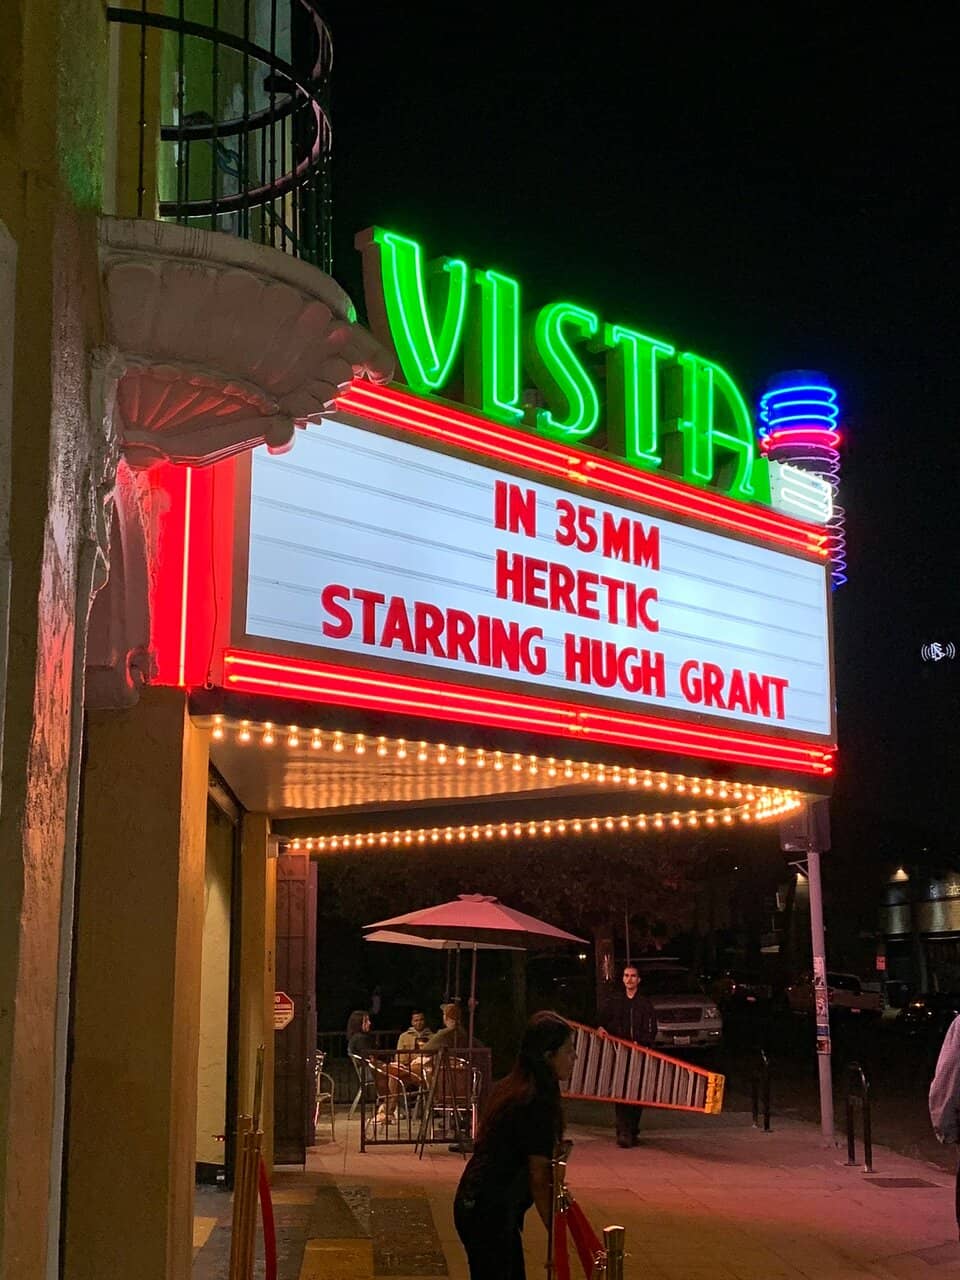 VISTA
IN 35MM
HERETIC
STARRING HUGH GRANT